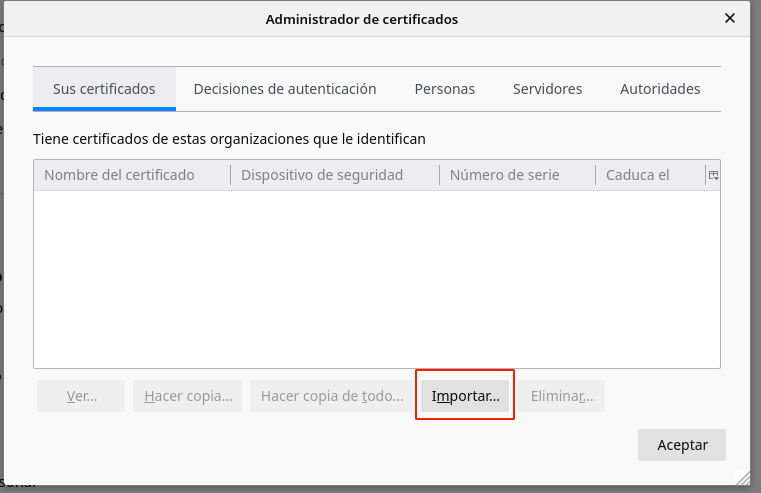 Administrador de certificados
Sus certificados Decisiones de autenticación Personas Servidores Autoridades
Tiene certificados de estas organizaciones que le identifican
Nombre del certificado Dispositivo de seguridad Número de serie Caduca el
Ver... Hacer copia... Hacer copia de todo... Importar... Eliminar...
Aceptar